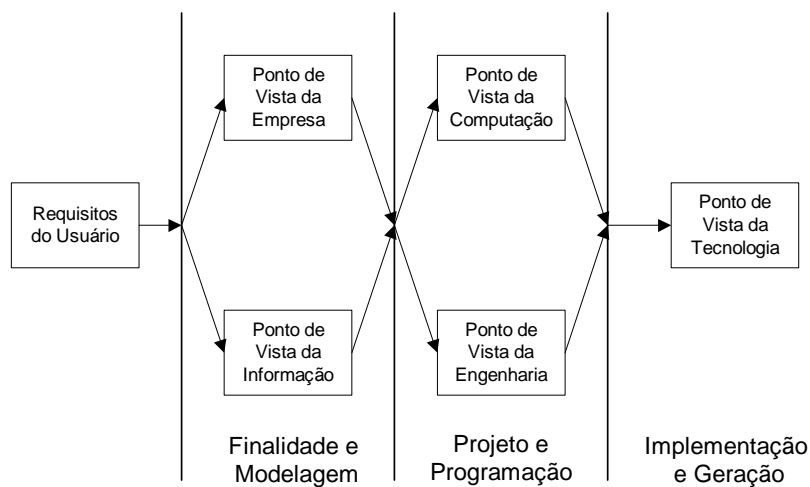 Requisitos
do Usuário
Ponto de
Vista da
Empresa
Ponto de
Vista da
Informação
Ponto de
Vista da
Computação
Ponto de
Vista da
Engenharia
Ponto de
Vista da
Tecnologia
Finalidade e
Modelagem
Projeto e
Programação
Implementação
e Geração